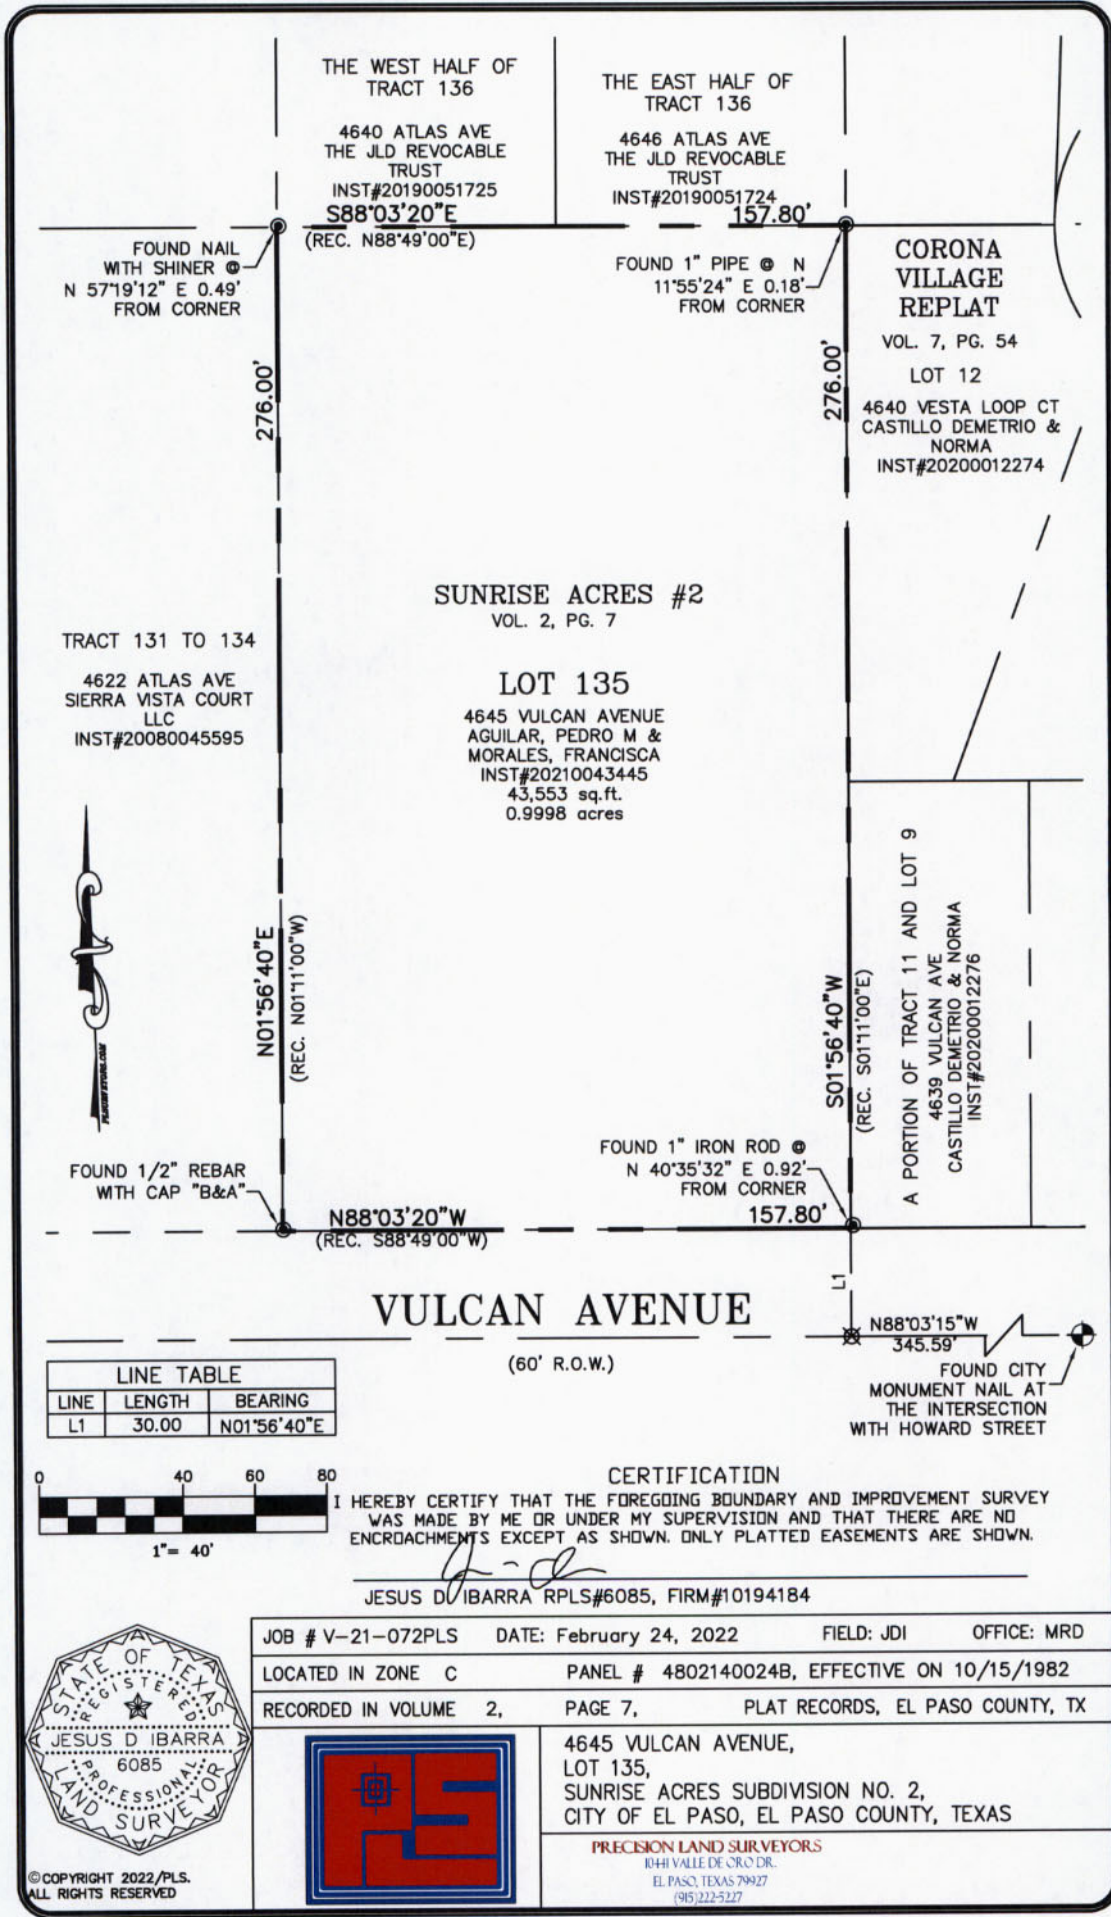 THE WEST HALF OF
TRACT 136
4640 ATLAS AVE
THE JLD REVOCABLE
TRUST
INST#20190051725
THE EAST HALF OF
TRACT 136
4646 ATLAS AVE
THE JLD REVOCABLE
TRUST
INST#20190051724
S88°03'20"E
157.80'
(REC. N88°49'00"E)
FOUND NAIL
WITH SHINER @
N 57°19'12" E 0.49'
FROM CORNER
FOUND 1" PIPE @ N
11°55'24" E 0.18'
FROM CORNER
CORONA
VILLAGE
REPLAT
VOL. 7, PG. 54
LOT 12
4640 VESTA LOOP CT
CASTILLO DEMETRIO &
NORMA
INST#20200012274
276.00'
276.00'
SUNRISE ACRES #2
VOL. 2, PG. 7
TRACT 131 TO 134
4622 ATLAS AVE
SIERRA VISTA COURT
LLC
INST#20080045595
LOT 135
4645 VULCAN AVENUE
AGUILAR, PEDRO M &
MORALES, FRANCISCA
INST#20210043445
43,553 sq.ft.
0.9998 acres
N01°56'40"E
(REC. N01°11'00"W)
S01°56'40"W
(REC. S01°11'00"E)
A PORTION OF TRACT 11 AND LOT 9
4639 VULCAN AVE
CASTILLO DEMETRIO & NORMA
INST#20200012276
PLSURVEYORS.COM
FOUND 1/2" REBAR
WITH CAP "B&A"
FOUND 1" IRON ROD @
N 40°35'32" E 0.92'
FROM CORNER
N88°03'20"W
157.80'
(REC. S88°49'00"W)
L1
VULCAN AVENUE
(60' R.O.W.)
N88°03'15"W
345.59'
FOUND CITY
MONUMENT NAIL AT
THE INTERSECTION
WITH HOWARD STREET
LINE TABLE
LINE LENGTH BEARING
L1 30.00 N01°56'40"E
0 40 60 80
1"= 40'
CERTIFICATION
I HEREBY CERTIFY THAT THE FOREGOING BOUNDARY AND IMPROVEMENT SURVEY
WAS MADE BY ME OR UNDER MY SUPERVISION AND THAT THERE ARE NO
ENCROACHMENTS EXCEPT AS SHOWN. ONLY PLATTED EASEMENTS ARE SHOWN.
JESUS D IBARRA RPLS#6085, FIRM#10194184
STATE OF TEXAS
REGISTERED
JESUS D IBARRA
6085
PROFESSIONAL
LAND SURVEYOR
©COPYRIGHT 2022/PLS.
ALL RIGHTS RESERVED
JOB # V-21-072PLS DATE: February 24, 2022 FIELD: JDI OFFICE: MRD
LOCATED IN ZONE C PANEL # 4802140024B, EFFECTIVE ON 10/15/1982
RECORDED IN VOLUME 2, PAGE 7, PLAT RECORDS, EL PASO COUNTY, TX
PLS
4645 VULCAN AVENUE,
LOT 135,
SUNRISE ACRES SUBDIVISION NO. 2,
CITY OF EL PASO, EL PASO COUNTY, TEXAS
PRECISION LAND SURVEYORS
10441 VALLE DE ORO DR.
EL PASO, TEXAS 79927
(915)222-5227